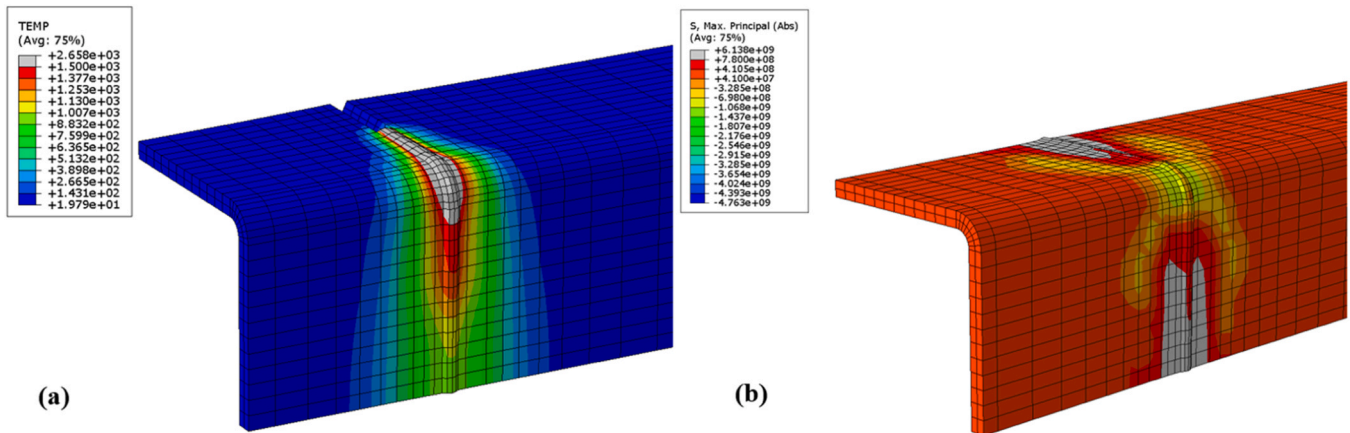 TEMP
(Avg: 75%)
+2.658e+03
+1.500e+03
+1.377e+03
+1.253e+03
+1.130e+03
+1.007e+03
+8.832e+02
+7.599e+02
+6.365e+02
+5.132e+02
+3.898e+02
+2.665e+02
+1.431e+02
+1.979e+01
(a)
S, Max. Principal (Abs)
(Avg: 75%)
+6.138e+09
+7.800e+08
+4.105e+08
+4.100e+07
-3.285e+08
-6.980e+08
-1.068e+09
-1.437e+09
-1.807e+09
-2.176e+09
-2.546e+09
-2.915e+09
-3.285e+09
-3.654e+09
-4.024e+09
-4.393e+09
-4.763e+09
(b)